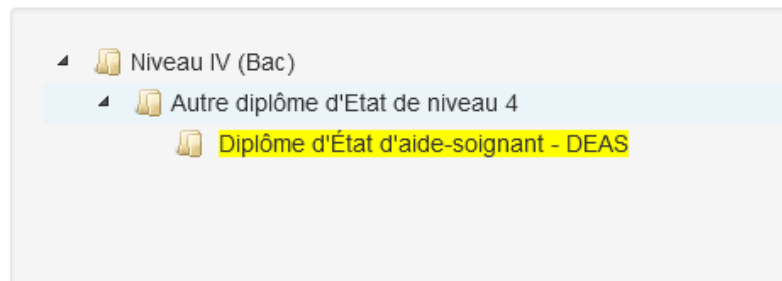 Niveau IV (Bac)
Autre diplôme d'Etat de niveau 4
Diplôme d'État d'aide-soignant - DEAS